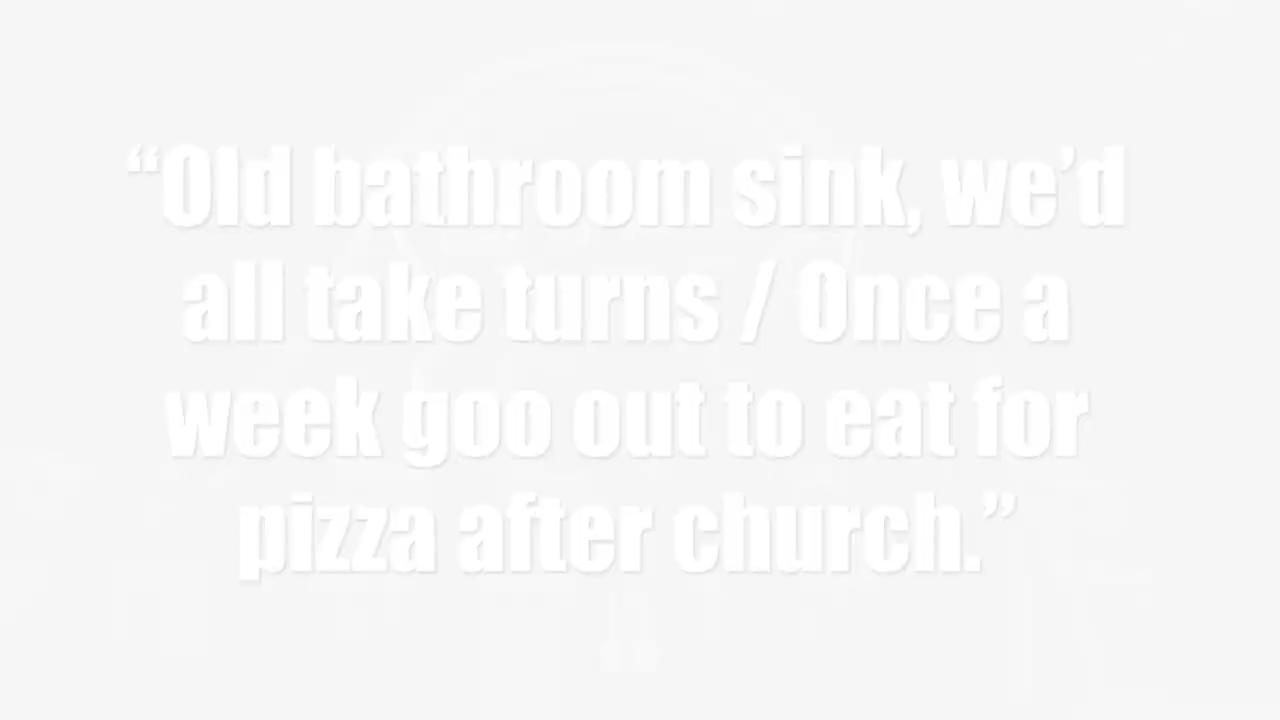 “Old bathroom sink, we’d
all take turns / Once a
week goo out to eat for
pizza after church.”